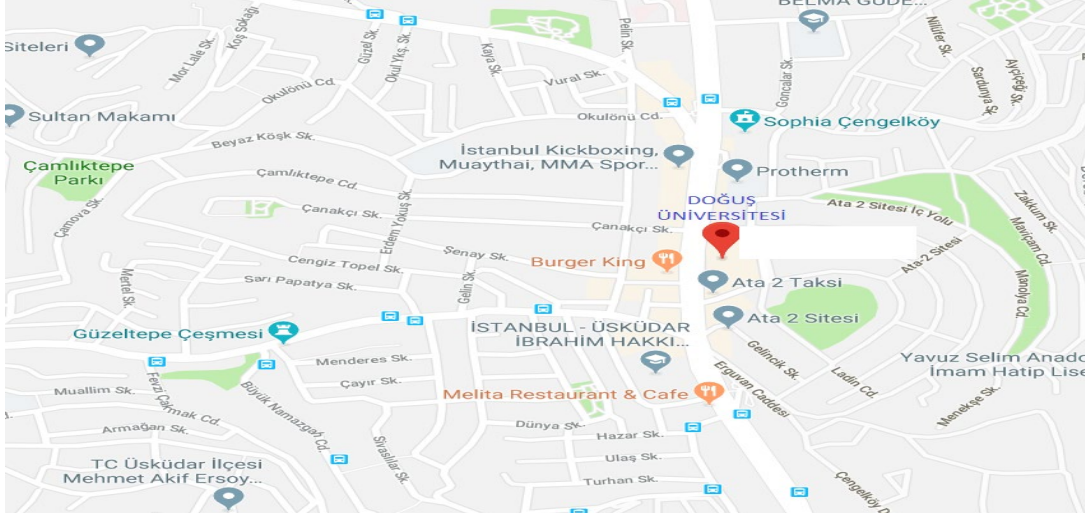 BELMA GÜDE...
Siteleri
Mor Lale Sk.
Koş Sokağı
Güzel Sk.
Okul Ykş. Sk.
Kaya Sk.
Pelin Sk.
Vural Sk.
Goncalar Sk.
Nilüfer Sk.
Sardunya Sk.
Ayçiçeği Sk.
Okulönü Cd.
Okulönü Cd.
Sultan Makamı
Sophia Çengelköy
Beyaz Köşk Sk.
İstanbul Kickboxing,
Muaythai, MMA Spor...
Protherm
Çamlıktepe
Parkı
Çamlıktepe Cd.
DOĞUŞ
ÜNİVERSİTESİ
Ata 2 Sitesi İç Yolu
Zakkum Sk.
Maviçam Cd.
Manolya Cd.
Çamova Sk.
Çanakçı Sk.
Erdem Yokuş Sk.
Çanakçı Sk.
Şenay Sk.
Ata-2 Sitesi
Burger King
Cengiz Topel Sk.
Sarı Papatya Sk.
Gelin Sk.
Mertel Sk.
Ata 2 Taksi
Ata 2 Sitesi
Güzeltepe Çeşmesi
İSTANBUL - ÜSKÜDAR
İBRAHİM HAKKI...
Gelincik Sk.
Yavuz Selim Anado
İmam Hatip Lise
Menderes Sk.
Çayır Sk.
Erguvan Caddesi
Ladin Cd.
Menekşe Sk.
Muallim Sk.
Fevzi Çakmak Cd.
Büyük Namazgah Cd.
Melita Restaurant & Cafe
Armağan Sk.
Sivaslılar Sk.
Dünya Sk.
Hazar Sk.
Ulaş Sk.
TC Üsküdar İlçesi
Mehmet Akif Ersoy...
Turhan Sk.
Çengelköy